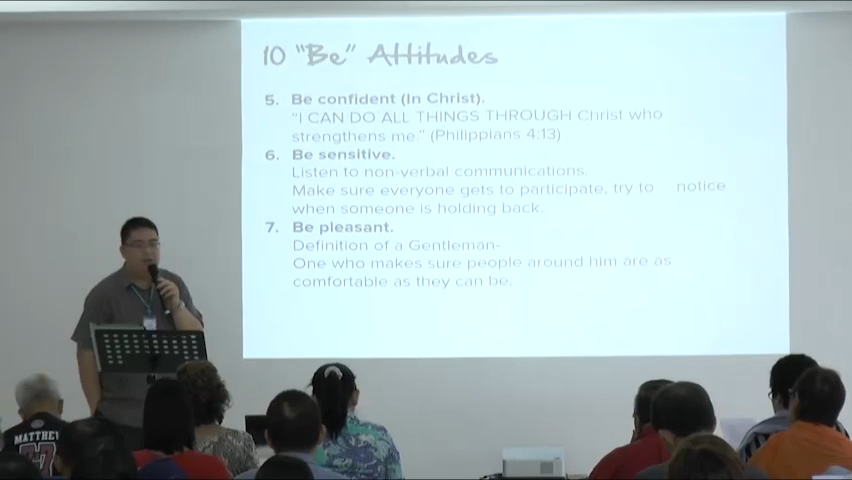 10 "Be" Attitudes
5. Be confident (In Christ).
"I CAN DO ALL THINGS THROUGH Christ who
strengthens me." (Philippians 4:13)
6. Be sensitive.
Listen to non-verbal communications.
Make sure everyone gets to participate, try to notice
when someone is holding back.
7. Be pleasant.
Definition of a Gentleman-
One who makes sure people around him are as
comfortable as they can be.
MATTHEW